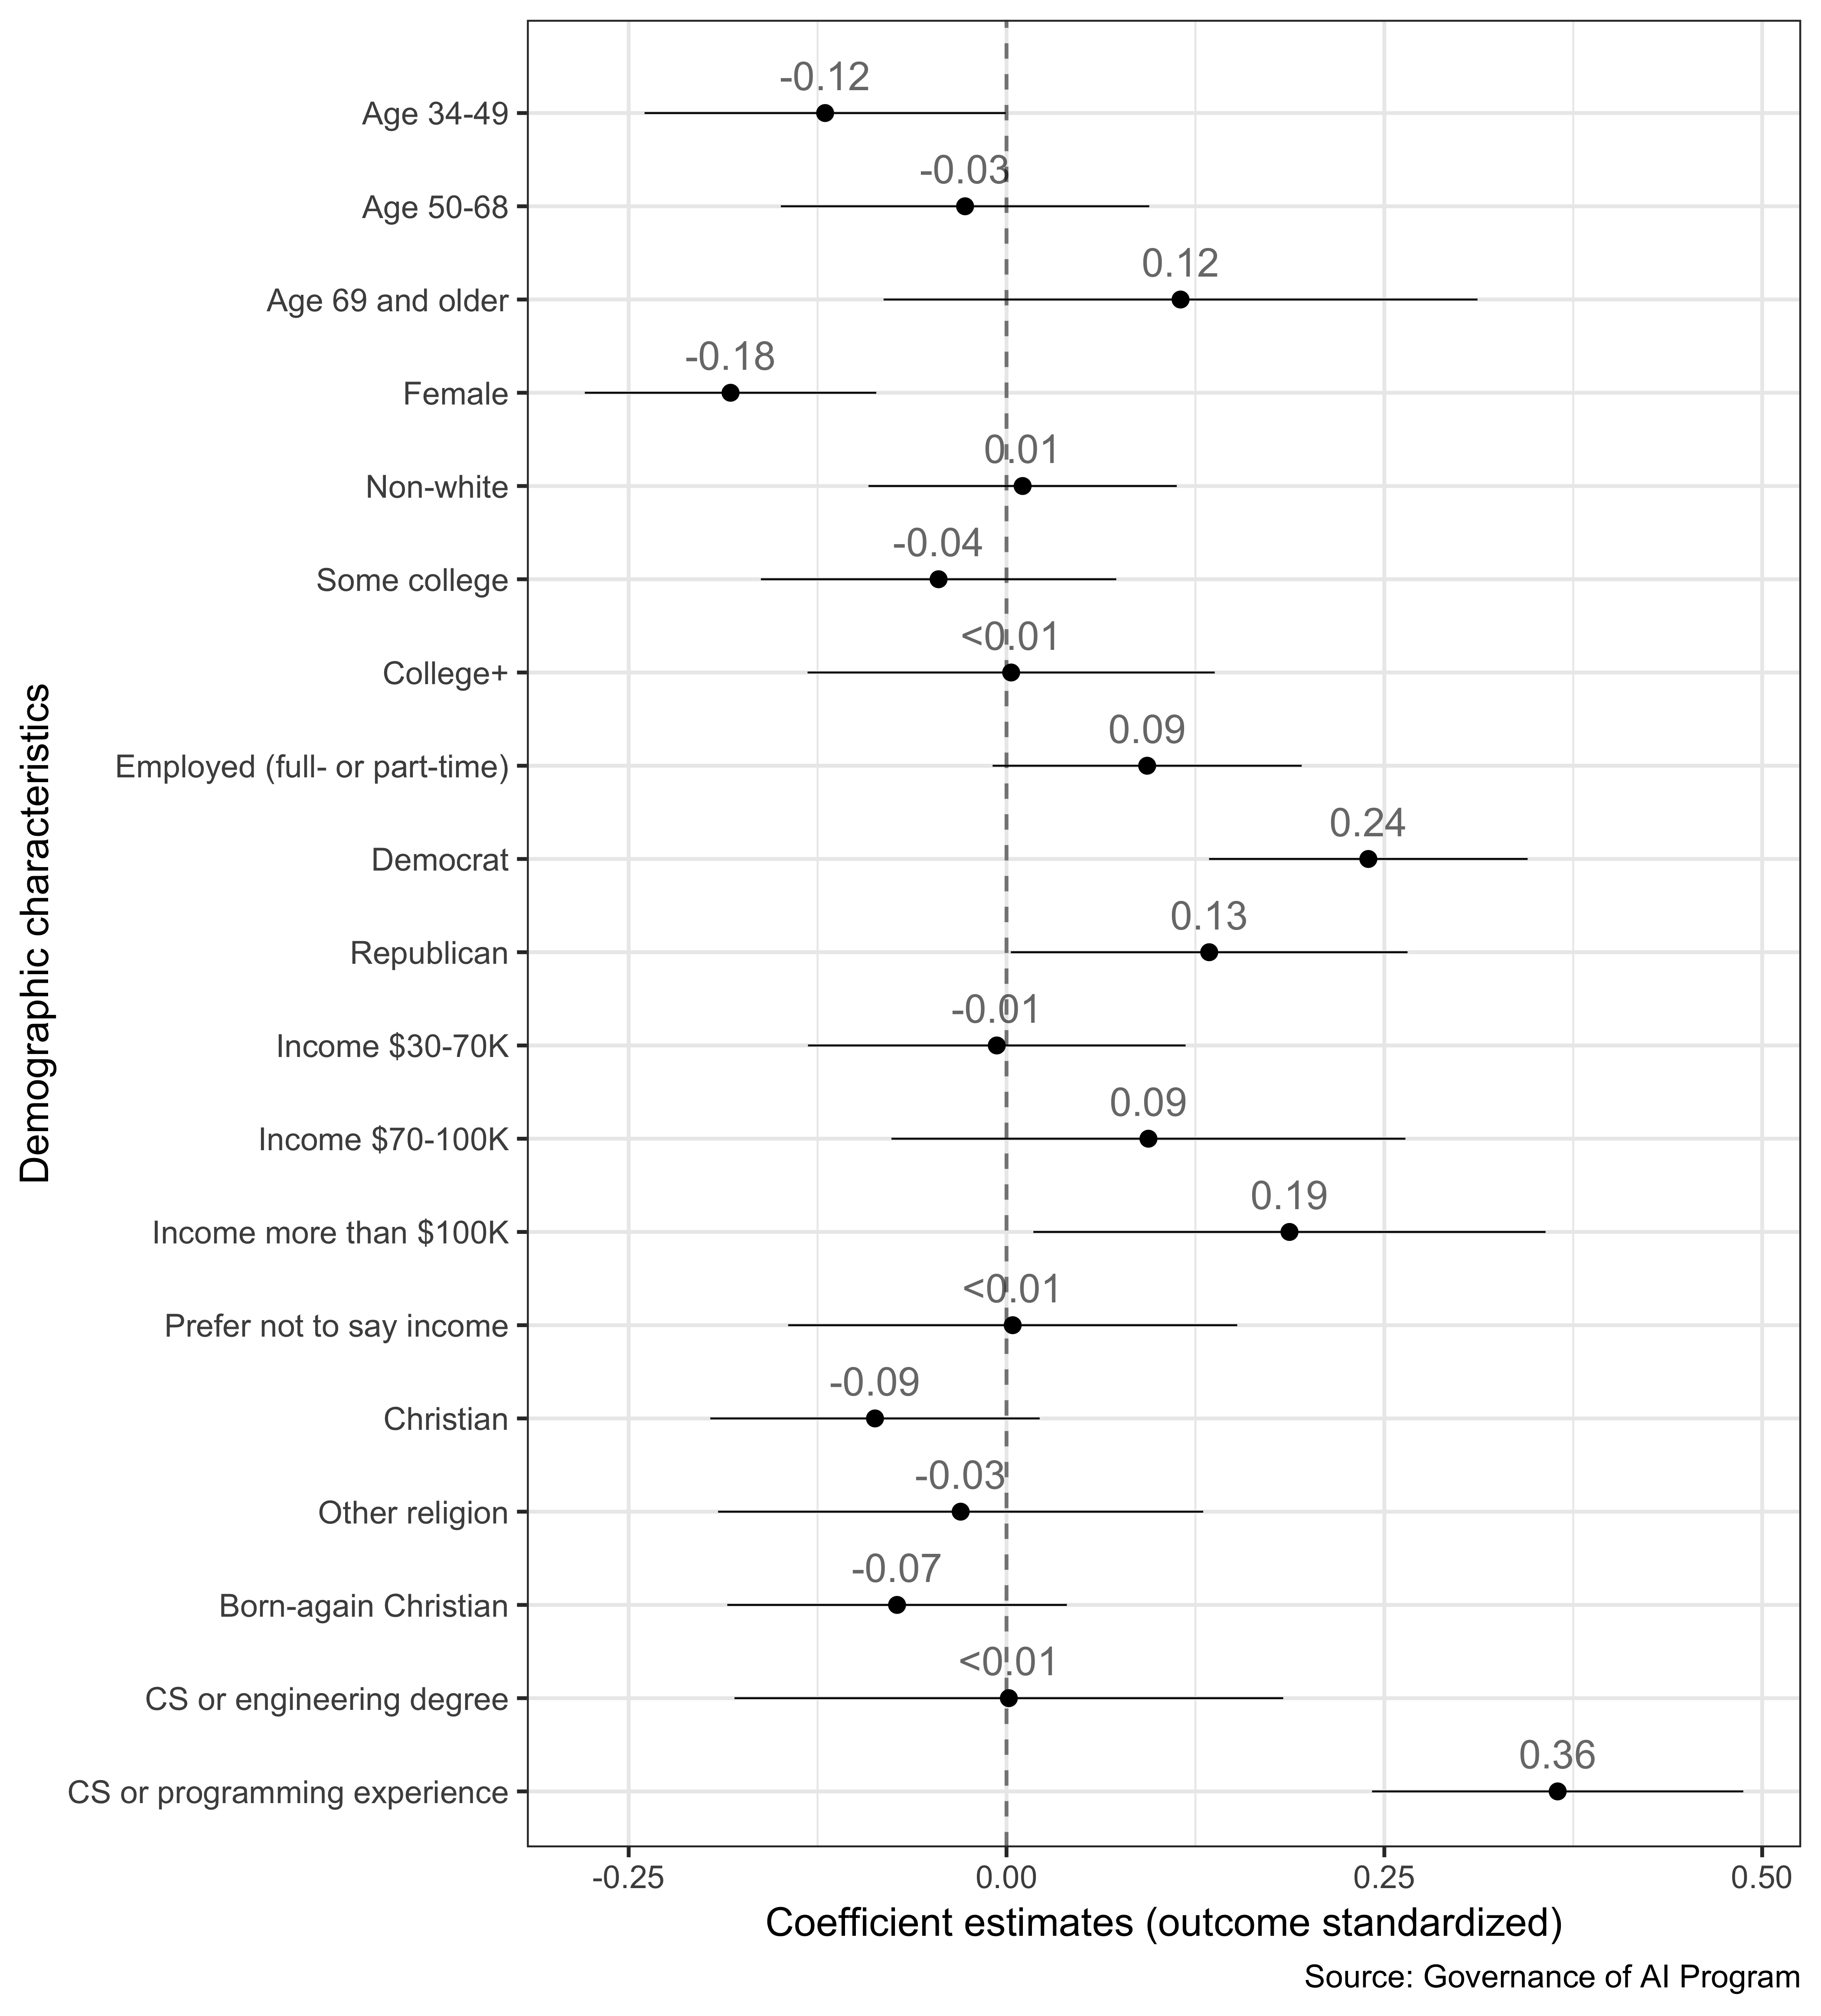 -0.12
Age 34-49
-0.03
Age 50-68
0.12
Age 69 and older
-0.18
Female
0.01
Non-white
-0.04
Some college
<0.01
College+
0.09
Employed (full- or part-time)
0.24
Democrat
0.13
Republican
-0.01
Income $30-70K
0.09
Income $70-100K
0.19
Income more than $100K
<0.01
Prefer not to say income
-0.09
Christian
-0.03
Other religion
-0.07
Born-again Christian
<0.01
CS or engineering degree
0.36
CS or programming experience
Demographic characteristics
-0.25 0.00 0.25 0.50
Coefficient estimates (outcome standardized)
Source: Governance of AI Program